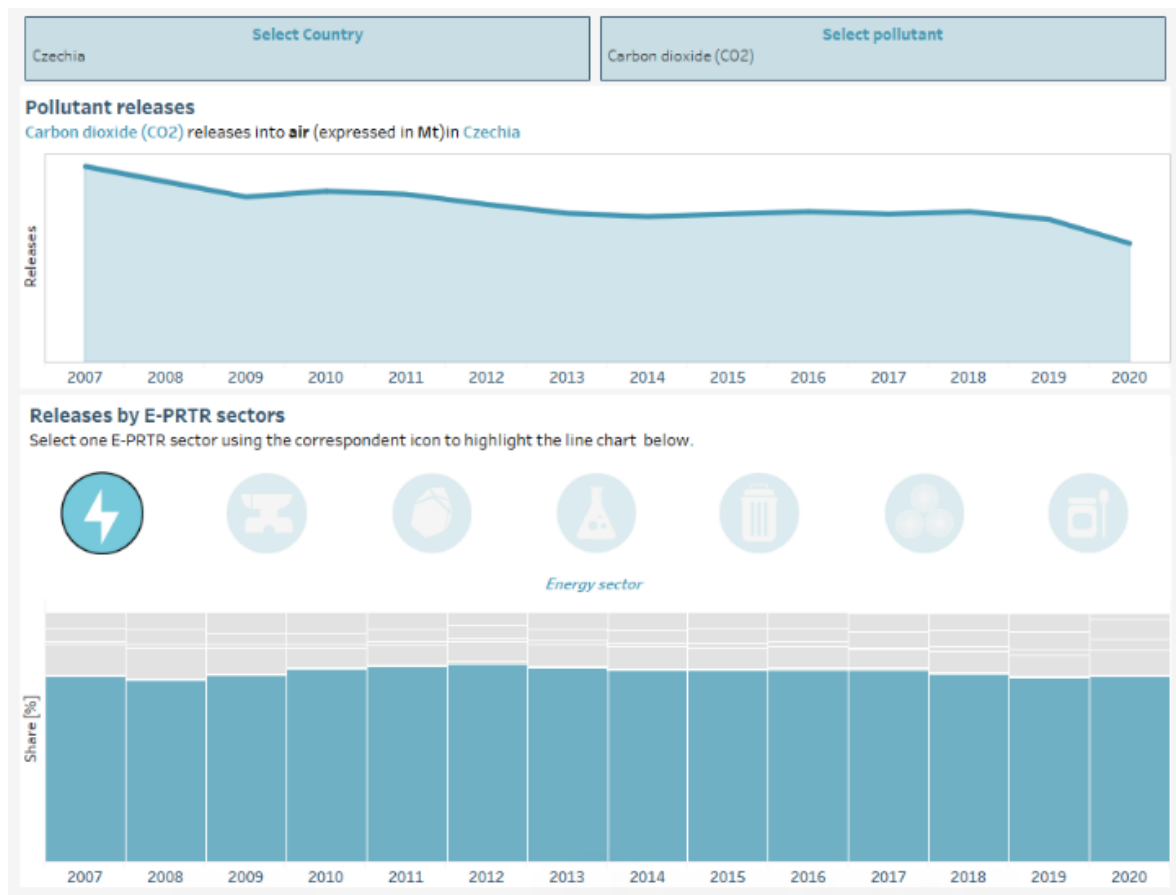 Select Country
Czechia
Select pollutant
Carbon dioxide (CO2)
Pollutant releases
Carbon dioxide (CO2) releases into air (expressed in Mt)in Czechia
Releases
2007 2008 2009 2010 2011 2012 2013 2014 2015 2016 2017 2018 2019 2020
Releases by E-PRTR sectors
Select one E-PRTR sector using the correspondent icon to highlight the line chart below.
Energy sector
Share [%]
2007 2008 2009 2010 2011 2012 2013 2014 2015 2016 2017 2018 2019 2020